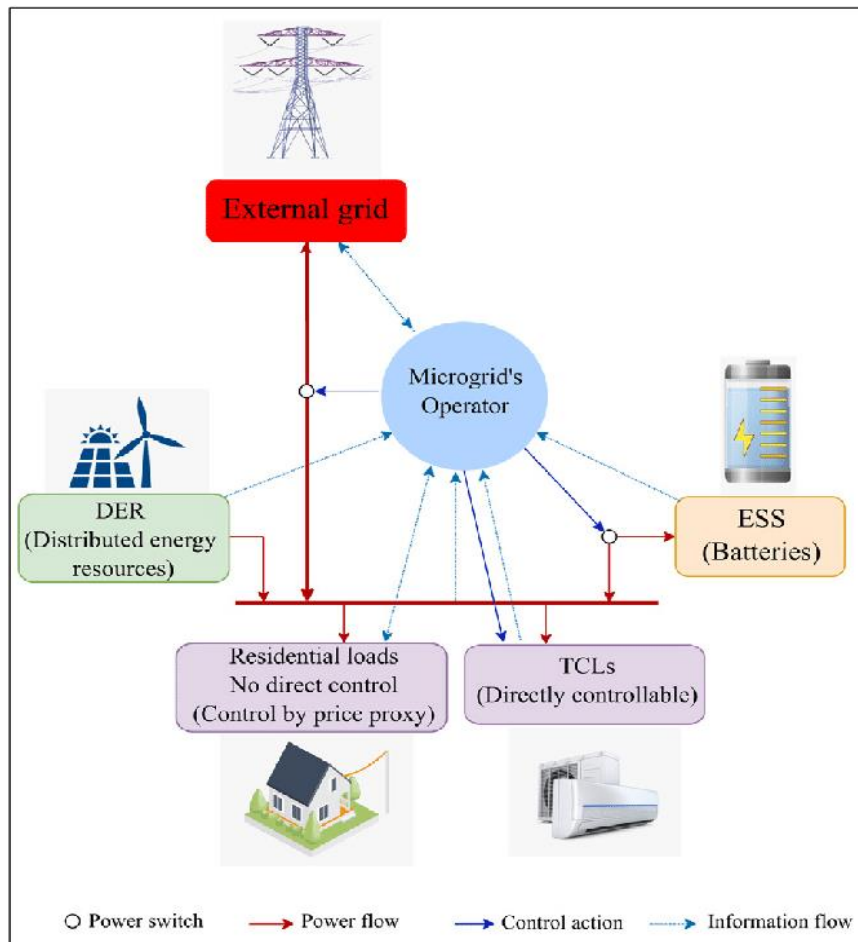 External grid
Microgrid's
Operator
DER
(Distributed energy
resources)
ESS
(Batteries)
Residential loads
No direct control
(Control by price proxy)
TCLs
(Directly controllable)
Power switch
Power flow
Control action
Information flow